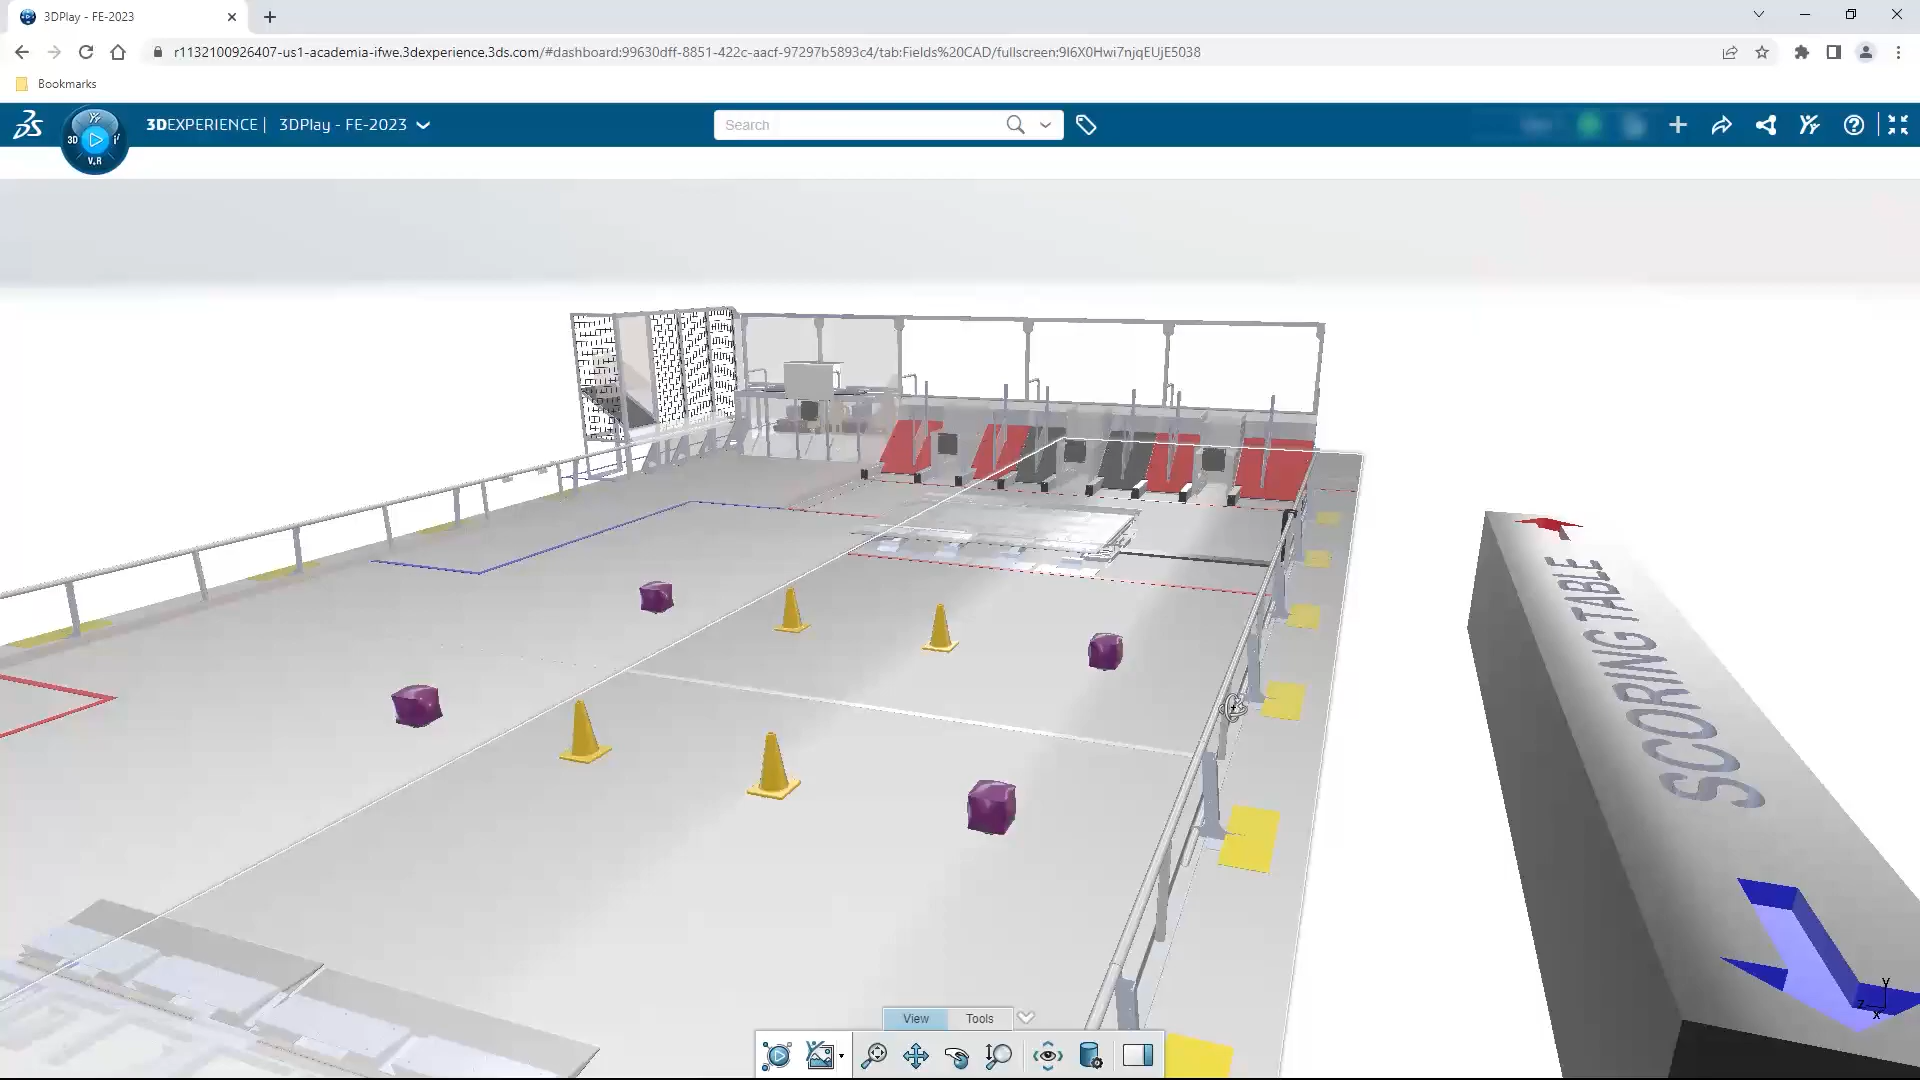 3DPlay - FE-2023
r1132100926407-us1-academia-ifwe.3dexperience.3ds.com/#dashboard:99630dff-8851-422c-aacf-97297b5893c4/tab:Fields%20CAD/fullscreen:9I6X0Hwi7njqEUjE5038
Bookmarks
3D
V.R
3DEXPERIENCE | 3DPlay - FE-2023
Search
SCORING TABLE
Y
Z
X
View
Tools